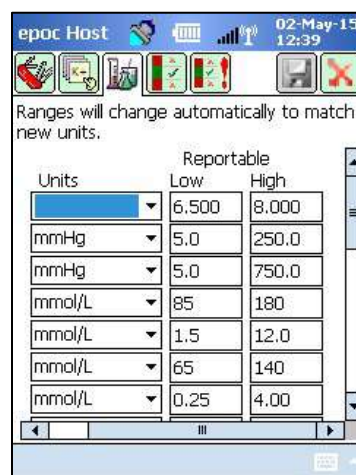 epoc Host 02-May-15
12:39
Ranges will change automatically to match
new units.
Reportable
Units Low High
6.500 8.000
mmHg 5.0 250.0
mmHg 5.0 750.0
mmol/L 85 180
mmol/L 1.5 12.0
mmol/L 65 140
mmol/L 0.25 4.00